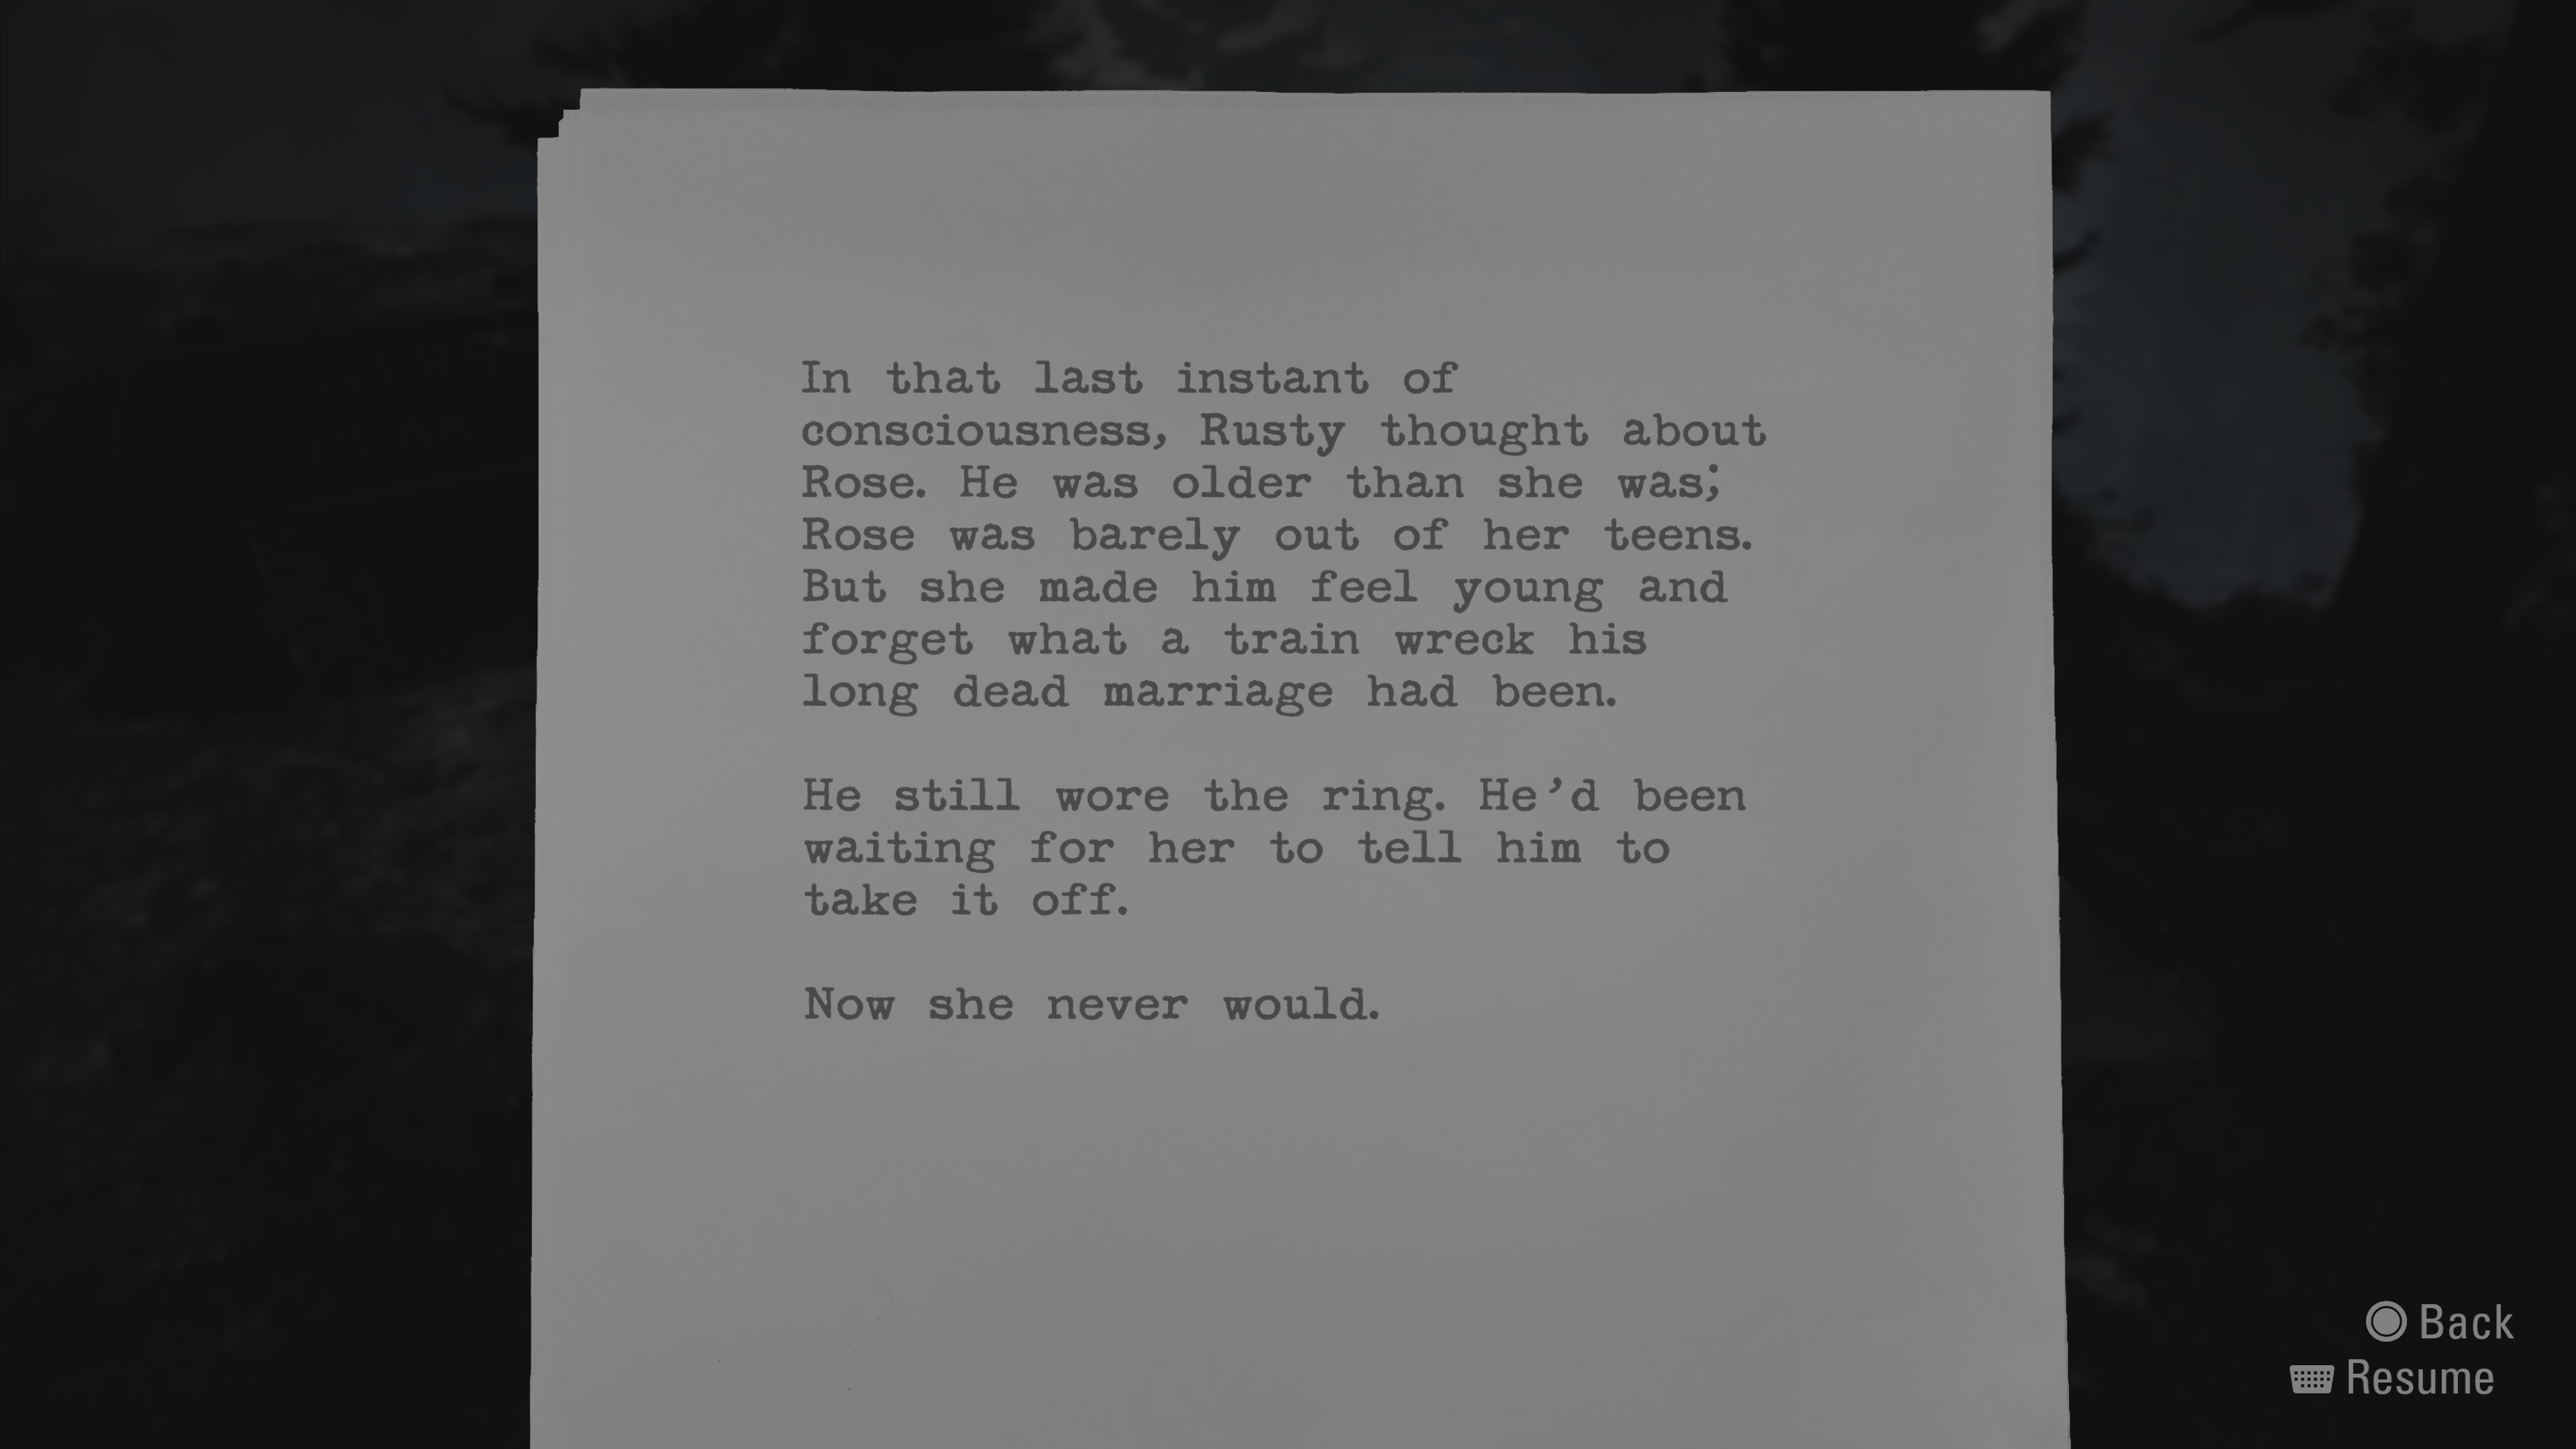 In that last instant of
consciousness, Rusty thought about
Rose. He was older than she was;
Rose was barely out of her teens.
But she made him feel young and
forget what a train wreck his
long dead marriage had been.
He still wore the ring. He'd been
waiting for her to tell him to
take it off.
Now she never would.
Back
Resume